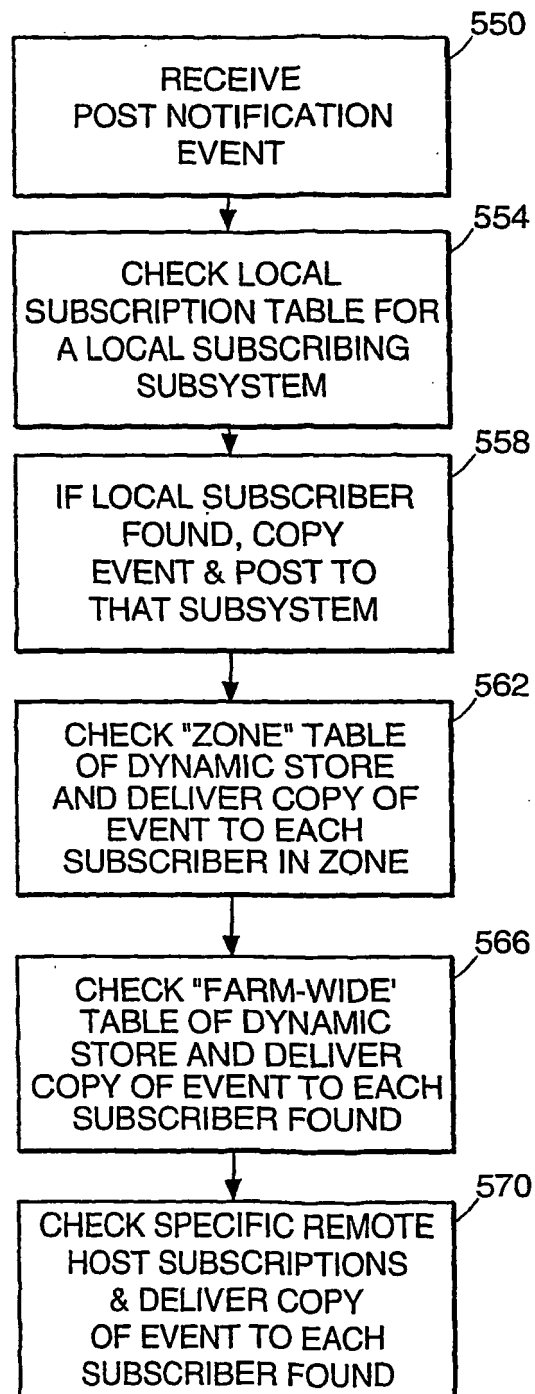 550
RECEIVE
POST NOTIFICATION
EVENT
554
CHECK LOCAL
SUBSCRIPTION TABLE FOR
A LOCAL SUBSCRIBING
SUBSYSTEM
558
IF LOCAL SUBSCRIBER
FOUND, COPY
EVENT & POST TO
THAT SUBSYSTEM
562
CHECK "ZONE" TABLE
OF DYNAMIC STORE
AND DELIVER COPY OF
EVENT TO EACH
SUBSCRIBER IN ZONE
566
CHECK "FARM-WIDE'
TABLE OF DYNAMIC
STORE AND DELIVER
COPY OF EVENT TO EACH
SUBSCRIBER FOUND
570
CHECK SPECIFIC REMOTE
HOST SUBSCRIPTIONS
& DELIVER COPY
OF EVENT TO EACH
SUBSCRIBER FOUND